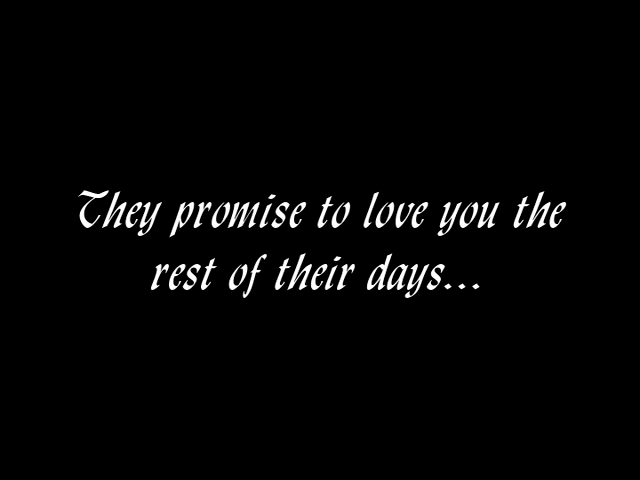 They promise to love you the
rest of their days...